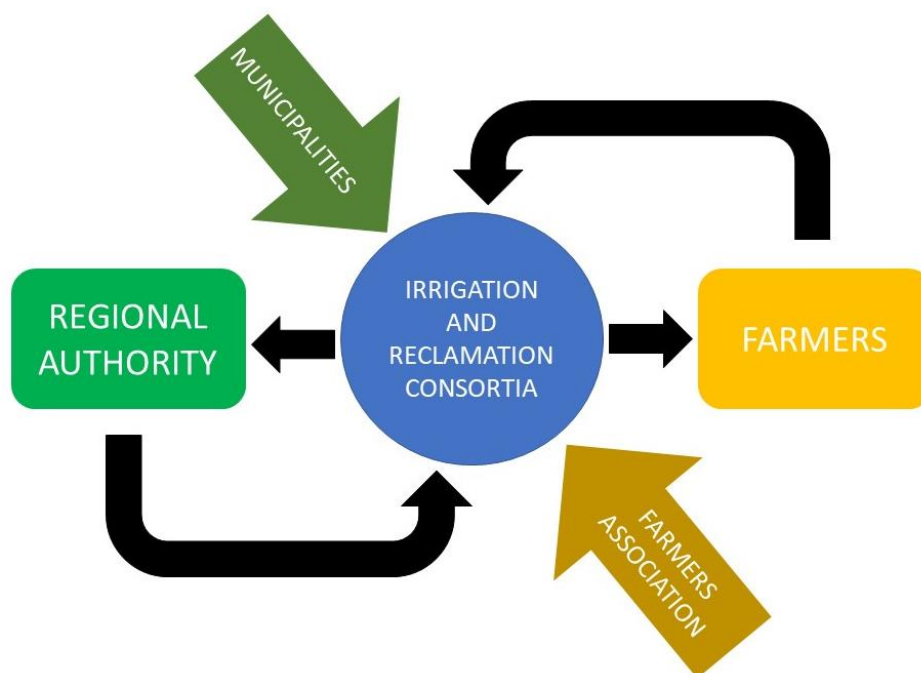 MUNICIPALITIES
REGIONAL
AUTHORITY
IRRIGATION
AND
RECLAMATION
CONSORTIA
FARMERS
FARMERS
ASSOCIATION